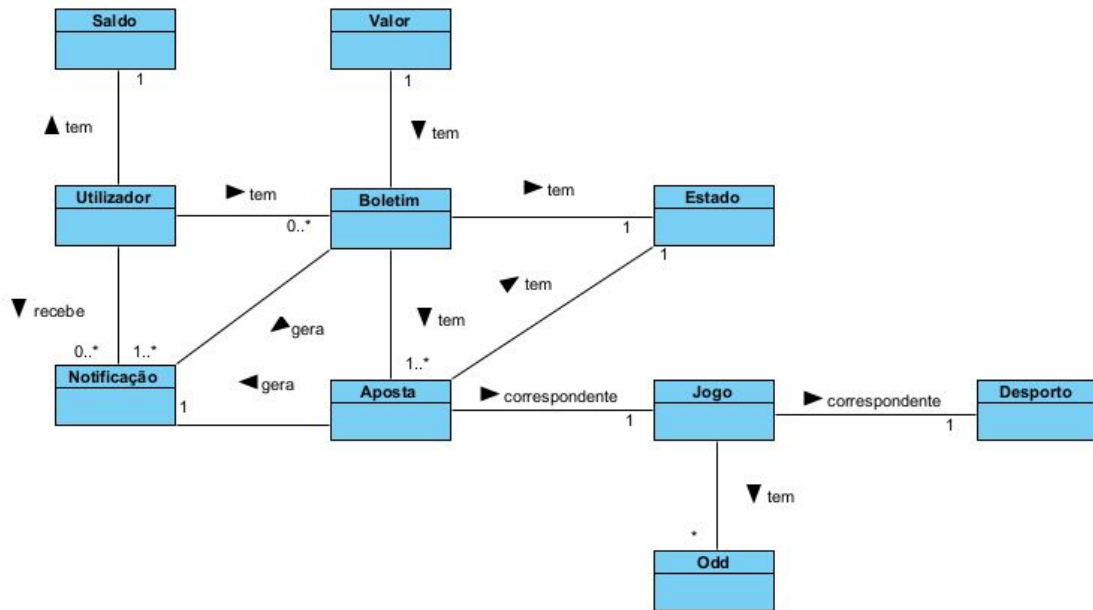 Saldo
Valor
1
1
tem
tem
Utilizador
tem
Boletim
tem
Estado
0..*
1
1
tem
recebe
gera
tem
0..*
1..*
1..*
Notificação
gera
Aposta
correspondente
Jogo
correspondente
Desporto
1
1
1
tem
*
Odd